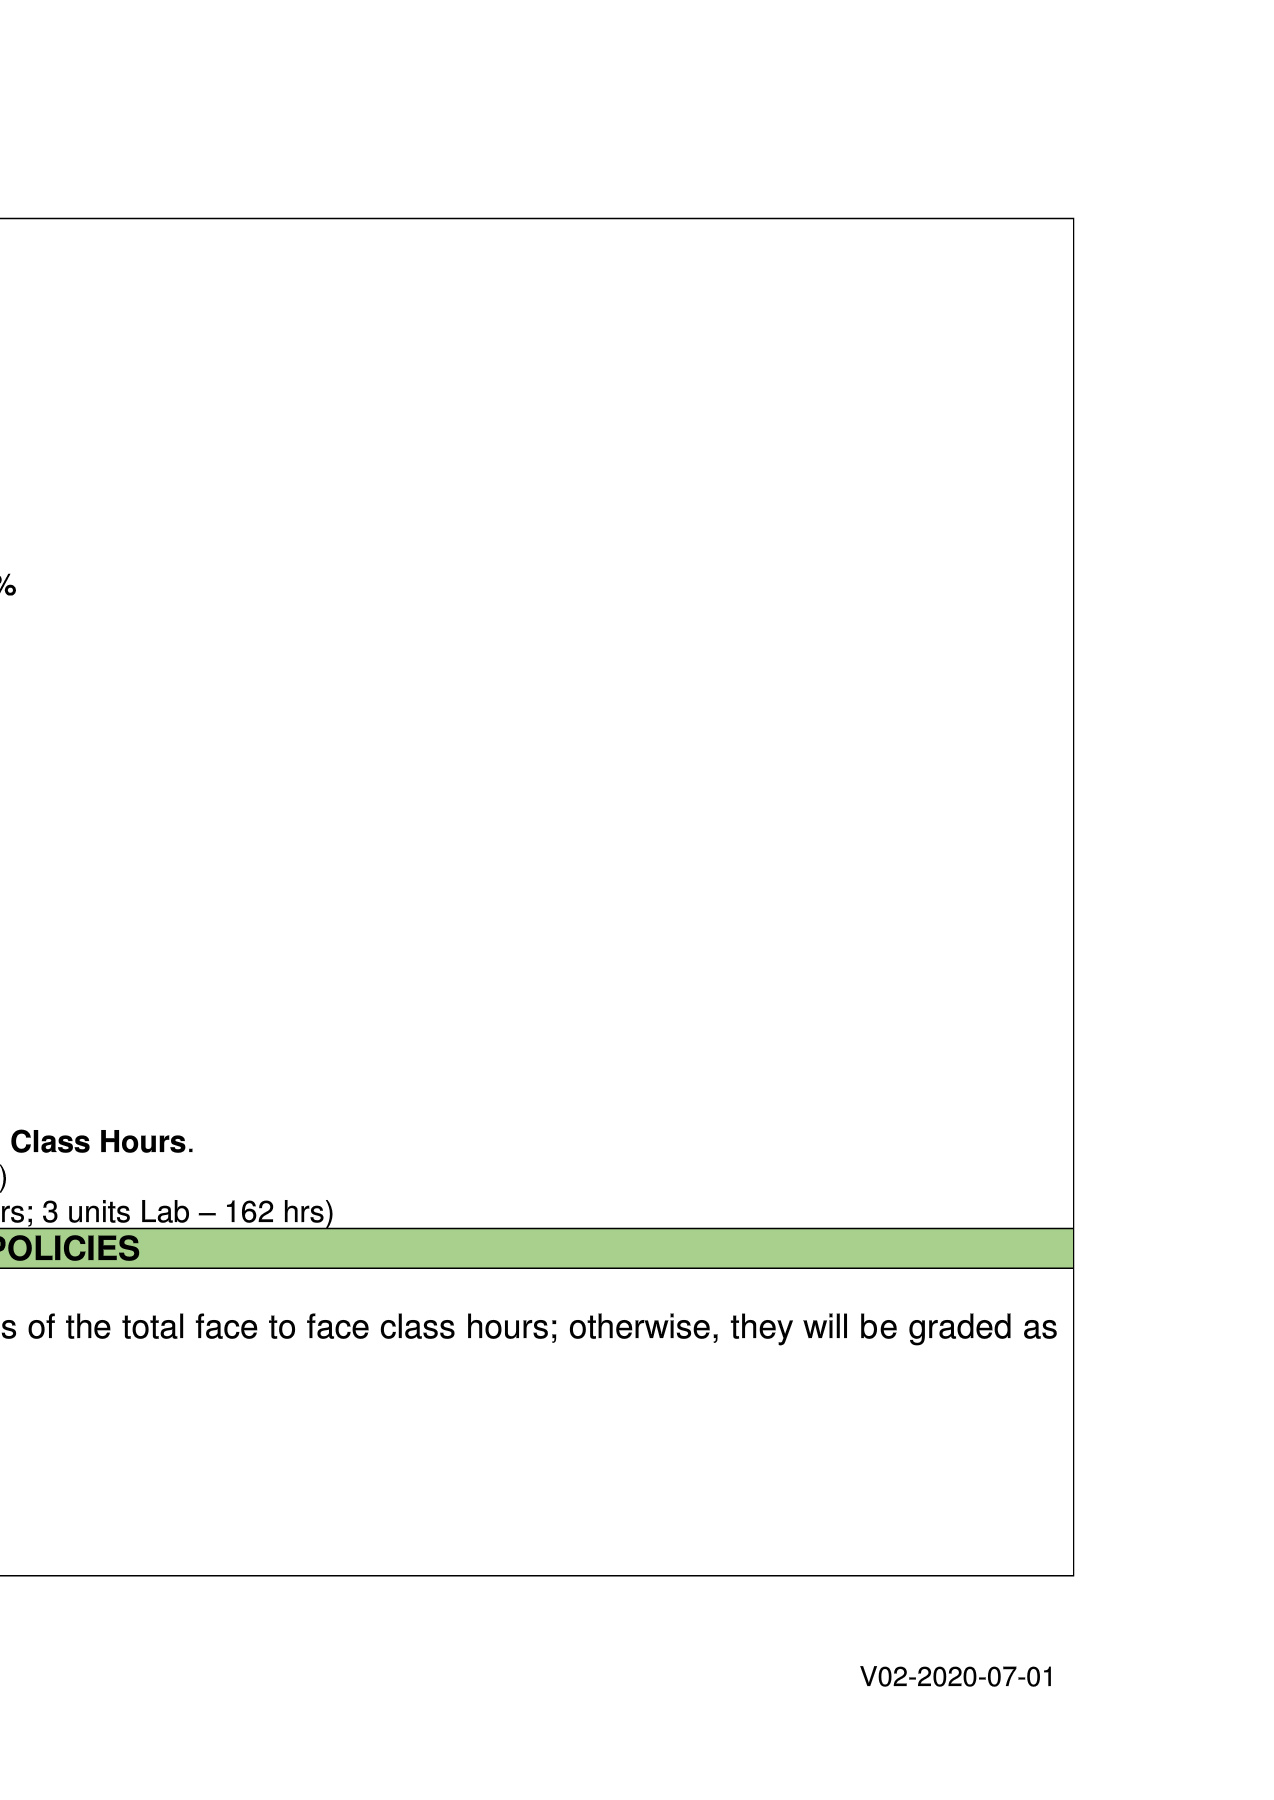 %
Class Hours.
)
rs; 3 units Lab – 162 hrs)
POLICIES
s of the total face to face class hours; otherwise, they will be graded as
V02-2020-07-01